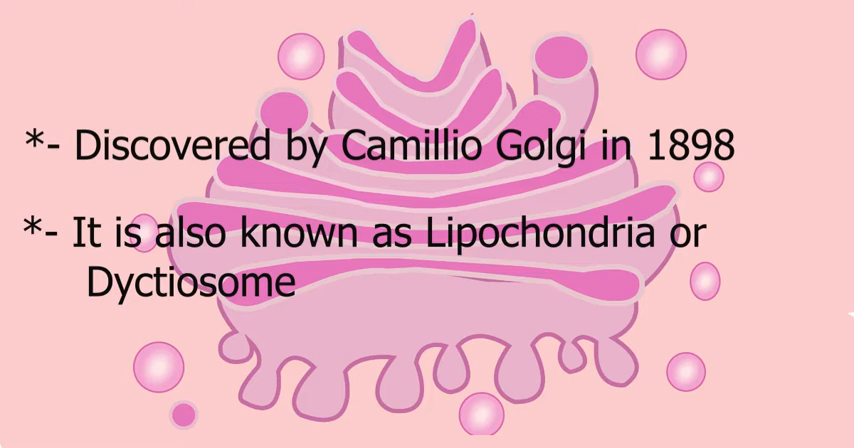 *- Discovered by Camillio Golgi in 1898
*- It is also known as Lipochondria or
Dyctiosome